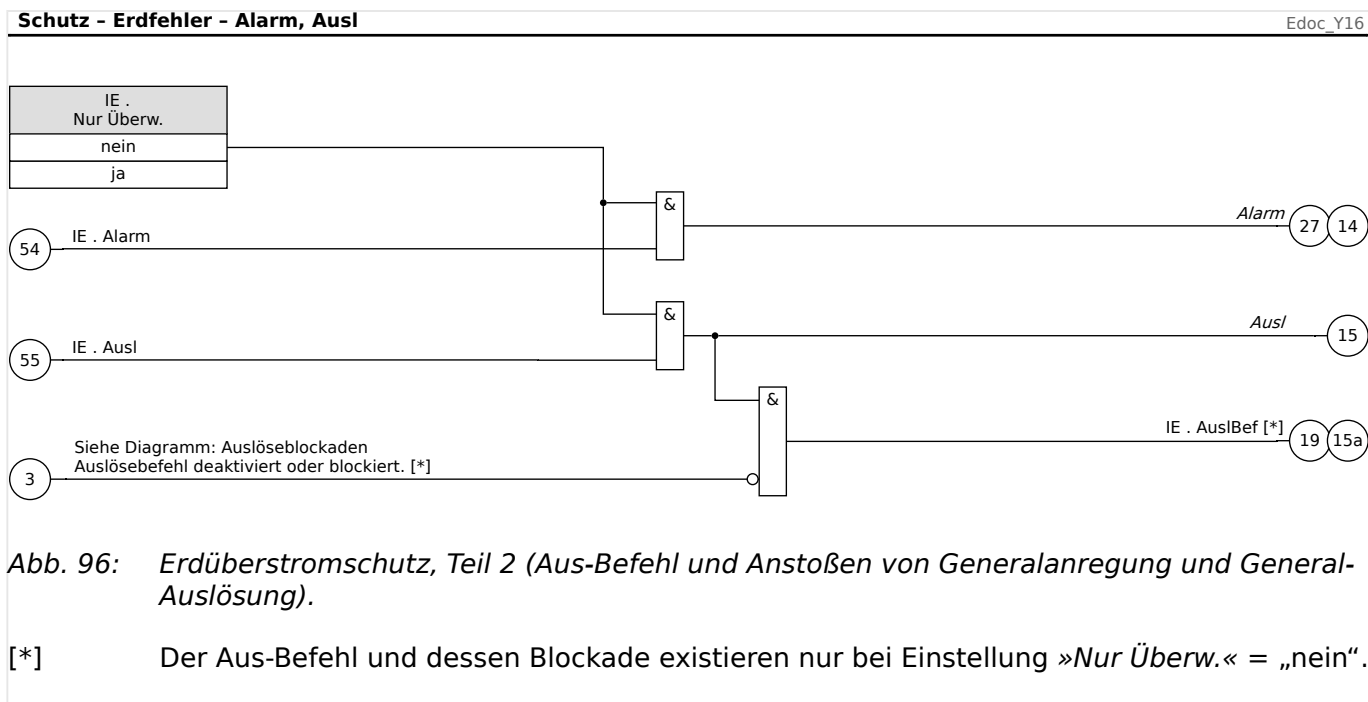 Schutz – Erdfehler – Alarm, Ausl
Edoc_Y16
IE .
Nur Überw.
nein
ja
&
Alarm
27
14
54
IE . Alarm
&
Ausl
15
55
IE . Ausl
&
IE . AuslBef [*]
19
15a
Siehe Diagramm: Auslöseblockaden
Auslösebefehl deaktiviert oder blockiert. [*]
3
Abb. 96: Erdüberstromschutz, Teil 2 (Aus-Befehl und Anstoßen von Generalanregung und General-
Auslösung).
[*] Der Aus-Befehl und dessen Blockade existieren nur bei Einstellung »Nur Überw.« = „nein“.